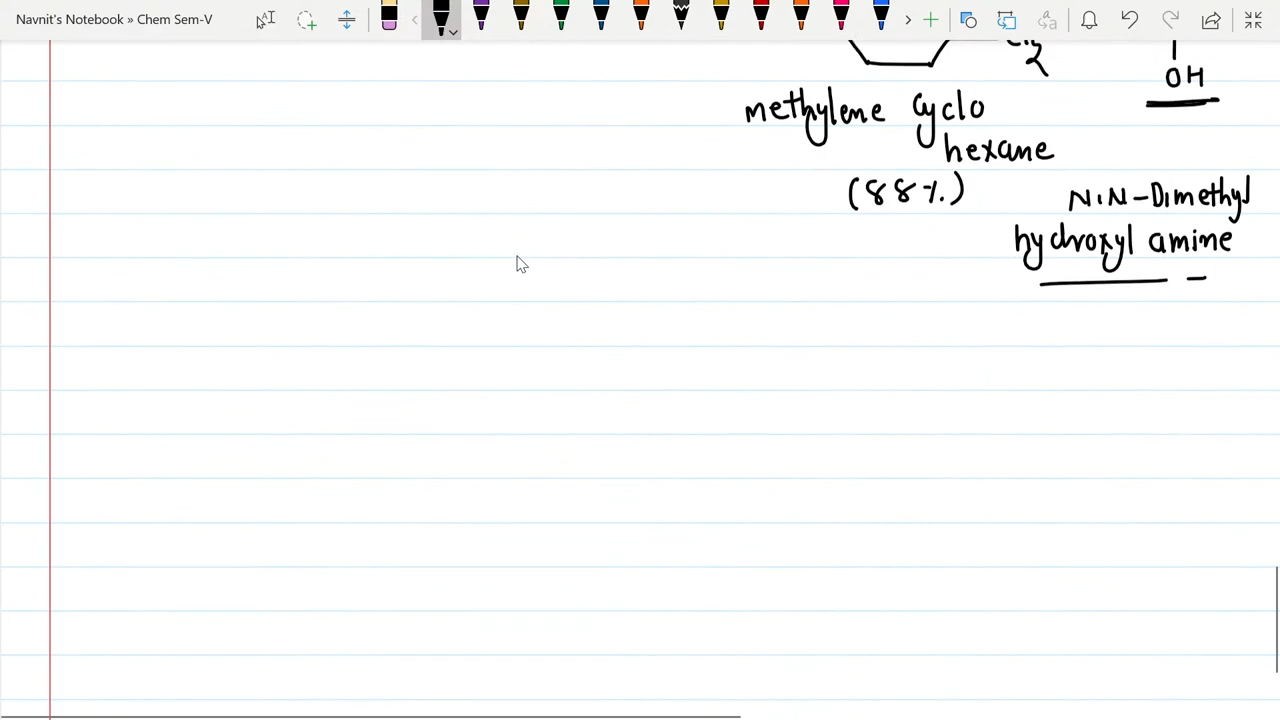 Navnit's Notebook » Chem Sem-V
OH
methylene cyclo
hexane
(88%)
N,N-Dimethyl
hydroxyl amine